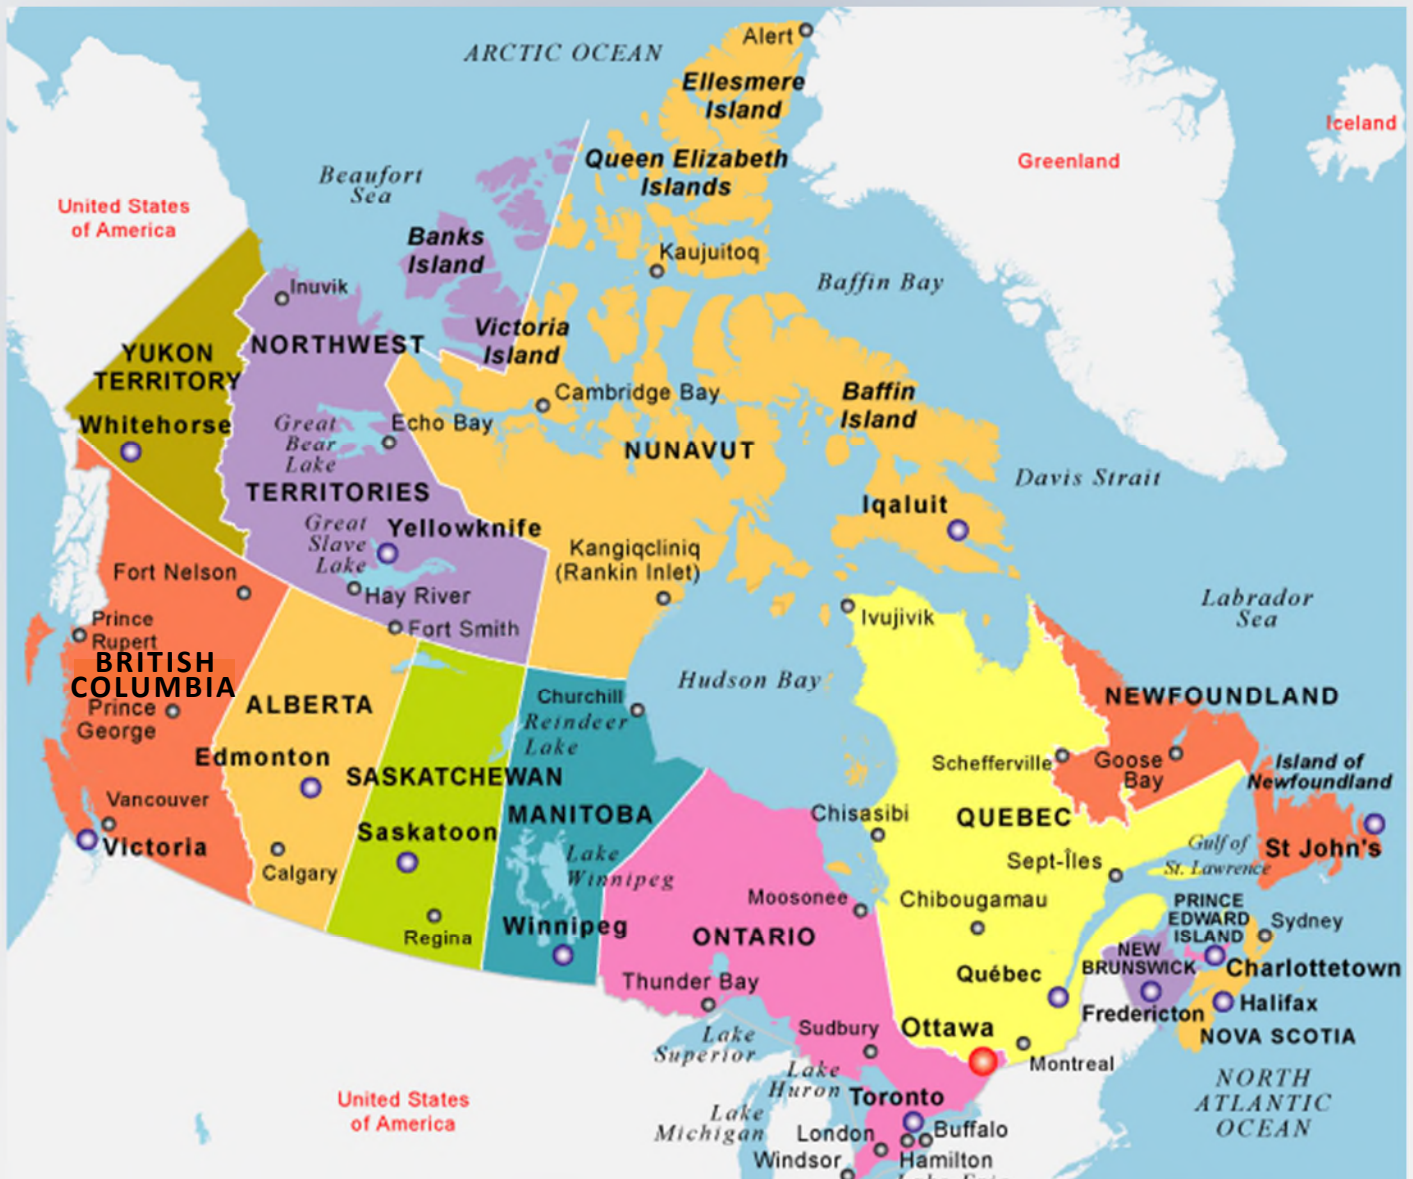 Alert
ARCTIC OCEAN
Ellesmere
Island
Iceland
Queen Elizabeth
Islands
Greenland
Beaufort
Sea
United States
of America
Banks
Island
Kaujuitoq
Baffin Bay
Inuvik
Victoria
Island
NORTHWEST
YUKON
TERRITORY
Cambridge Bay
Baffin
Island
Whitehorse
Great
Bear
Lake
Echo Bay
NUNAVUT
Davis Strait
TERRITORIES
Iqaluit
Great
Slave
Lake
Yellowknife
Kangiqcliniq
(Rankin Inlet)
Fort Nelson
Hay River
Labrador
Sea
Prince
Rupert
Fort Smith
Ivujivik
BRITISH
COLUMBIA
Hudson Bay
Churchill
NEWFOUNDLAND
ALBERTA
Prince
George
Reindeer
Lake
Edmonton
Schefferville
Goose
Bay
Island of
Newfoundland
SASKATCHEWAN
Vancouver
MANITOBA
Chisasibi
QUEBEC
Saskatoon
Victoria
Gulf of
St. Lawrence
St John's
Lake
Winnipeg
Sept-Îles
Calgary
Moosonee
Chibougamau
PRINCE
EDWARD
ISLAND
Sydney
Regina
Winnipeg
ONTARIO
NEW
BRUNSWICK
Charlottetown
Thunder Bay
Québec
Halifax
Fredericton
Sudbury
Ottawa
NOVA SCOTIA
Lake
Superior
Montreal
Lake
Huron
NORTH
ATLANTIC
OCEAN
United States
of America
Toronto
Lake
Michigan
London
Buffalo
Windsor
Hamilton
Lake Erie